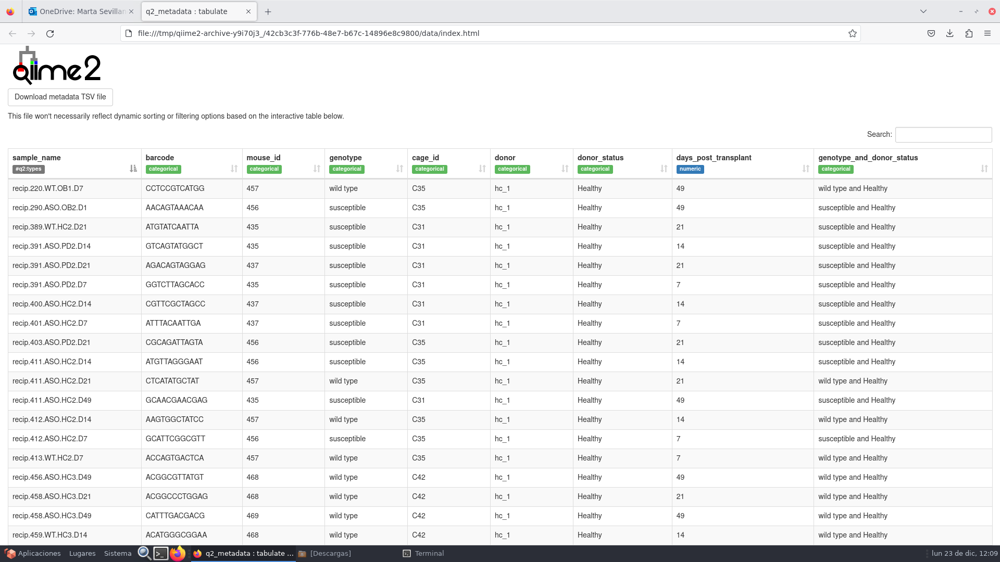 OneDrive: Marta Sevillan
q2_metadata : tabulate
file:///tmp/qiime2-archive-y9i70j3_/42cb3c3f-776b-48e7-b67c-14896e8c9800/data/index.html
qiime2
Download metadata TSV file
This file won't necessarily reflect dynamic sorting or filtering options based on the interactive table below.
Search:
sample_name barcode mouse_id genotype cage_id donor donor_status days_post_transplant genotype_and_donor_status
#q2:types categorical categorical categorical categorical categorical categorical numeric categorical
recip.220.WT.OB1.D7 CCTCCGTCATGG 457 wild type C35 hc_1 Healthy 49 wild type and Healthy
recip.290.ASO.OB2.D1 AACAGTAAACAA 456 susceptible C35 hc_1 Healthy 49 susceptible and Healthy
recip.389.WT.HC2.D21 ATGTATCAATTA 435 susceptible C31 hc_1 Healthy 21 susceptible and Healthy
recip.391.ASO.PD2.D14 GTCAGTATGGCT 435 susceptible C31 hc_1 Healthy 14 susceptible and Healthy
recip.391.ASO.PD2.D21 AGACAGTAGGAG 437 susceptible C31 hc_1 Healthy 21 susceptible and Healthy
recip.391.ASO.PD2.D7 GGTCTTAGCACC 435 susceptible C31 hc_1 Healthy 7 susceptible and Healthy
recip.400.ASO.HC2.D14 CGTTCGCTAGCC 437 susceptible C31 hc_1 Healthy 14 susceptible and Healthy
recip.401.ASO.HC2.D7 ATTTACAATTGA 437 susceptible C31 hc_1 Healthy 7 susceptible and Healthy
recip.403.ASO.PD2.D21 CGCAGATTAGTA 456 susceptible C35 hc_1 Healthy 21 susceptible and Healthy
recip.411.ASO.HC2.D14 ATGTTAGGGAAT 456 susceptible C35 hc_1 Healthy 14 susceptible and Healthy
recip.411.ASO.HC2.D21 CTCATATGCTAT 457 wild type C35 hc_1 Healthy 21 wild type and Healthy
recip.411.ASO.HC2.D49 GCAACGAACGAG 435 susceptible C31 hc_1 Healthy 49 susceptible and Healthy
recip.412.ASO.HC2.D14 AAGTGGCTATCC 457 wild type C35 hc_1 Healthy 14 wild type and Healthy
recip.412.ASO.HC2.D7 GCATTCGGCGTT 456 susceptible C35 hc_1 Healthy 7 susceptible and Healthy
recip.413.WT.HC2.D7 ACCAGTGACTCA 457 wild type C35 hc_1 Healthy 7 wild type and Healthy
recip.456.ASO.HC3.D49 ACGGCGTTATGT 468 wild type C42 hc_1 Healthy 49 wild type and Healthy
recip.458.ASO.HC3.D21 ACGGCCCTGGAG 468 wild type C42 hc_1 Healthy 21 wild type and Healthy
recip.458.ASO.HC3.D49 CATTTGACGACG 469 wild type C42 hc_1 Healthy 49 wild type and Healthy
recip.459.WT.HC3.D14 ACATGGGCGGAA 468 wild type C42 hc_1 Healthy 14 wild type and Healthy
Aplicaciones Lugares Sistema q2_metadata : tabulate ... [Descargas] Terminal lun 23 de dic, 12:09